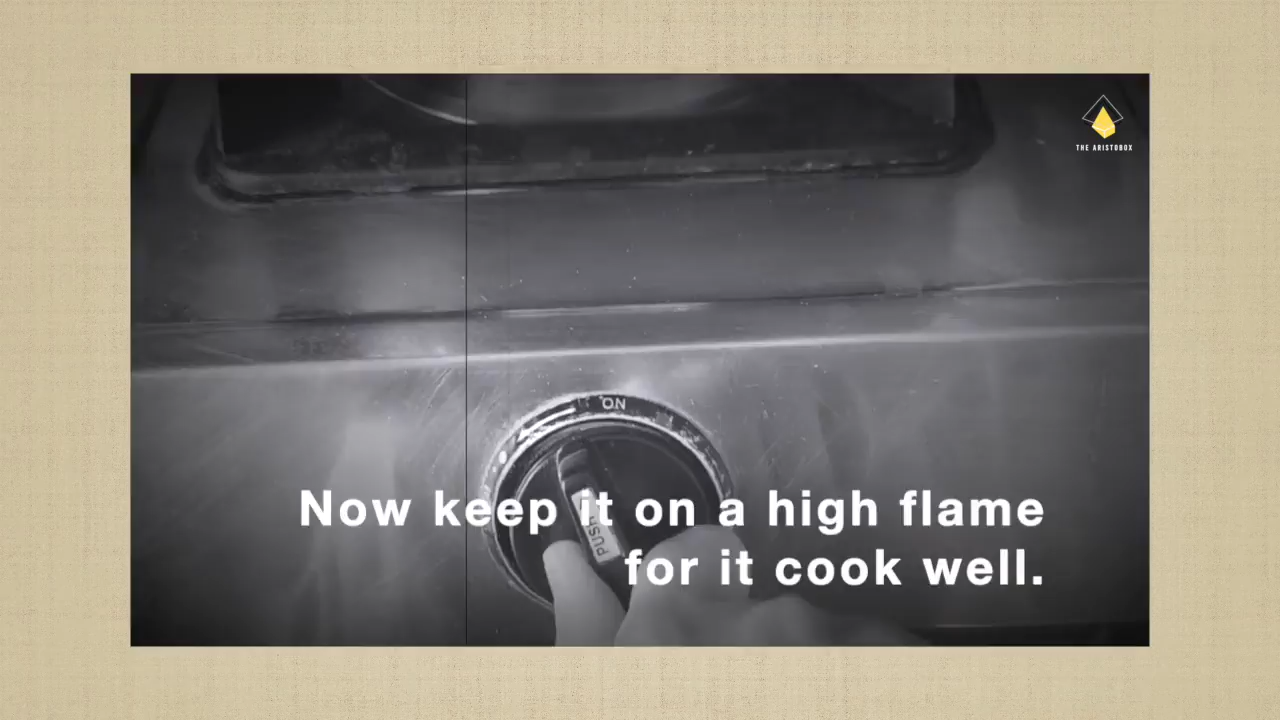 THE ARISTOBOX
ON
PUSH
Now keep it on a high flame
for it cook well.